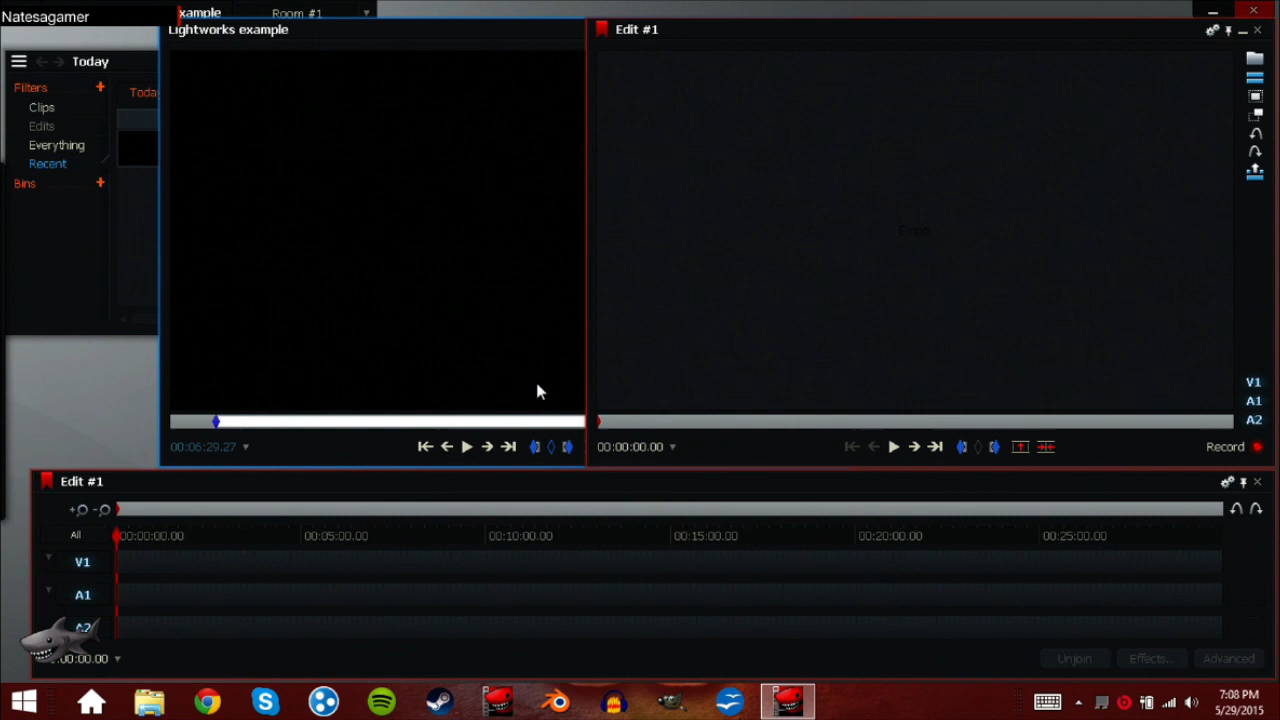 Natesagamer
xample
Room #1
Lightworks example
Edit #1
Today
Filters
Toda
Clips
Edits
Everything
Recent
Bins
Empty
V1
A1
A2
00:06:29.27
00:00:00.00
Record
Edit #1
All
00:00:00.00
00:05:00.00
00:10:00.00
00:15:00.00
00:20:00.00
00:25:00.00
V1
A1
A2
:00:00.00
Unjoin
Effects..
Advanced
7:08 PM
5/29/2015